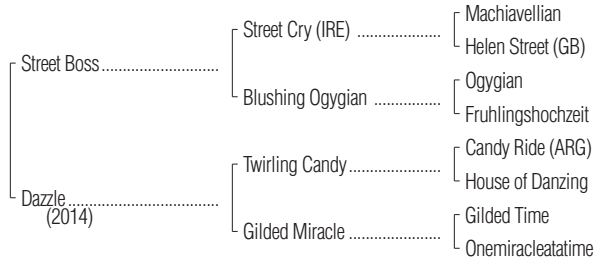 Machiavellian
Street Cry (IRE) ....................
Helen Street (GB)
Street Boss............................
Ogygian
Blushing Ogygian ................
Fruhlingshochzeit
Candy Ride (ARG)
Twirling Candy......................
House of Danzing
Dazzle .....................................
(2014)
Gilded Time
Gilded Miracle ......................
Onemiracleatatime